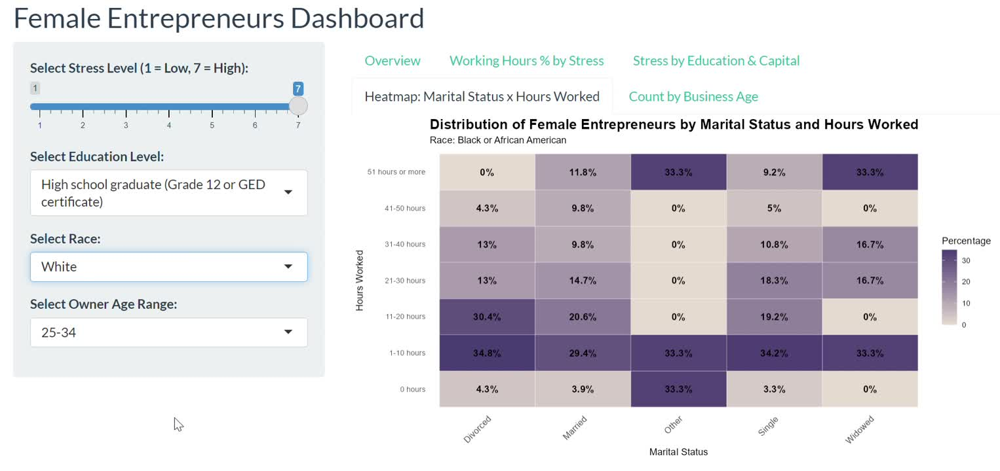 Female Entrepreneurs Dashboard
Select Stress Level (1 = Low, 7 = High):
1 7
1 2 3 4 5 6 7
Select Education Level:
High school graduate (Grade 12 or GED
certificate)
Select Race:
White
Select Owner Age Range:
25-34
Overview Working Hours % by Stress Stress by Education & Capital
Heatmap: Marital Status x Hours Worked Count by Business Age
Distribution of Female Entrepreneurs by Marital Status and Hours Worked
Race: Black or African American
Hours Worked
51 hours or more 0% 11.8% 33.3% 9.2% 33.3%
41-50 hours 4.3% 9.8% 0% 5% 0%
31-40 hours 13% 9.8% 0% 10.8% 16.7%
21-30 hours 13% 14.7% 0% 18.3% 16.7%
11-20 hours 30.4% 20.6% 0% 19.2% 0%
1-10 hours 34.8% 29.4% 33.3% 34.2% 33.3%
0 hours 4.3% 3.9% 33.3% 3.3% 0%
Divorced Married Other Single Widowed
Marital Status
Percentage
30
20
10
0